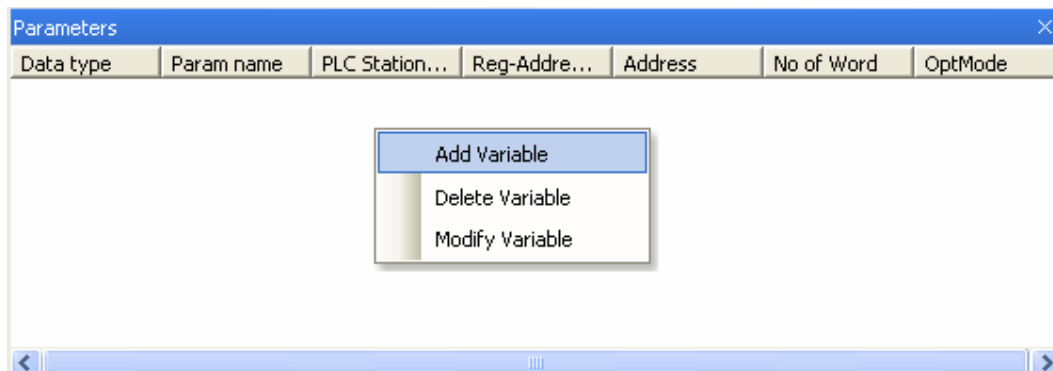 Parameters
Data type Param name PLC Station... Reg-Addre... Address No of Word OptMode
Add Variable
Delete Variable
Modify Variable